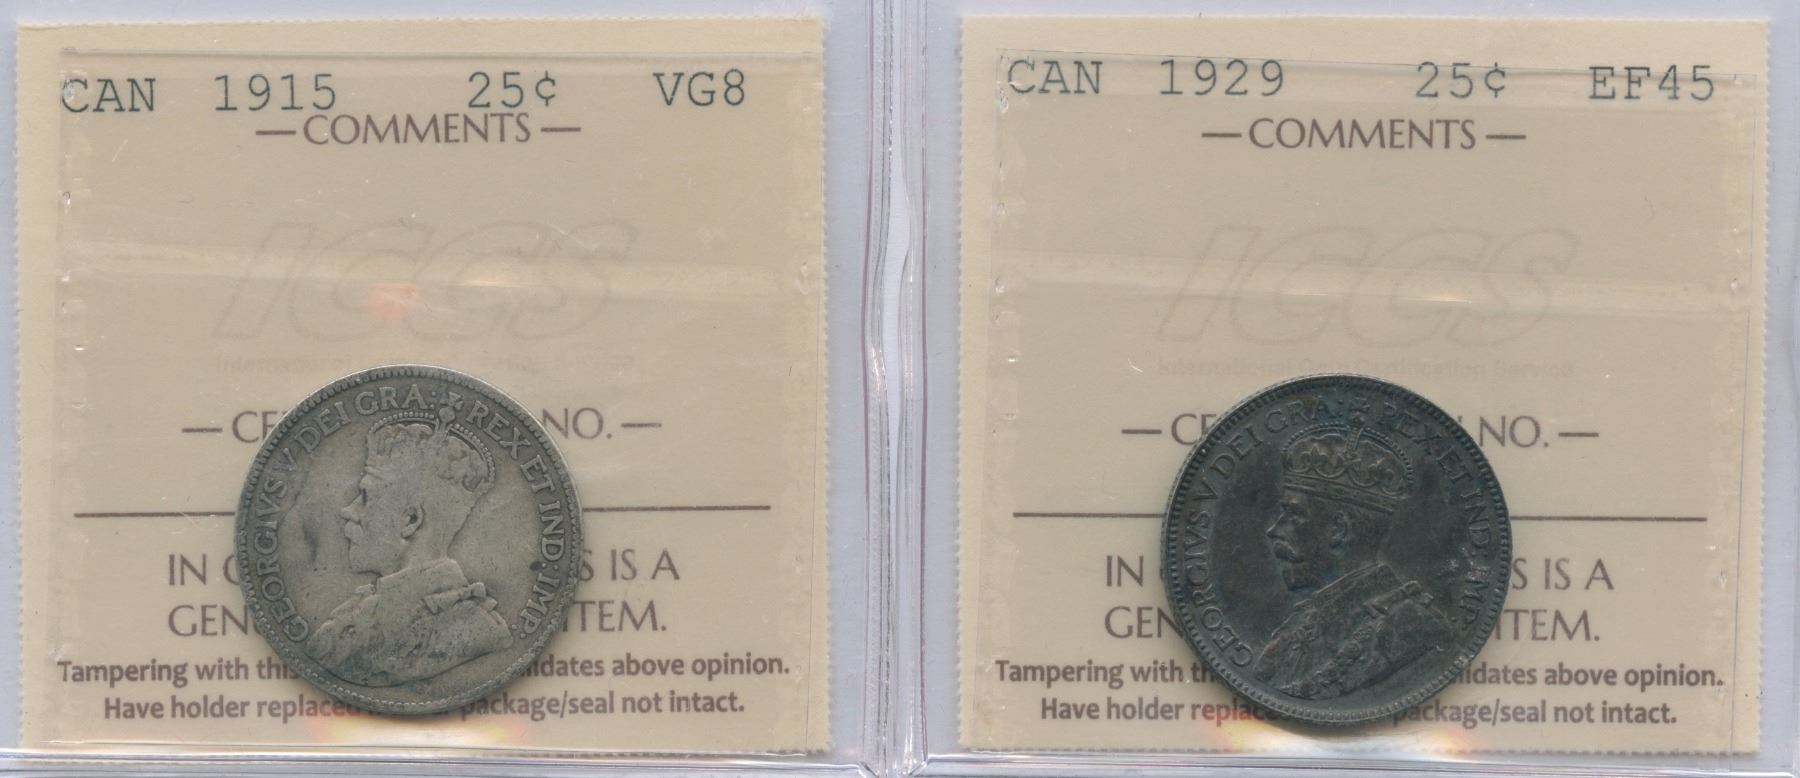 CAN 1915 25¢ VG8
— COMMENTS —
ICCS
— CE NO. —
IN S IS A
GEN ITEM.
Tampering with this idates above opinion.
Have holder replaced package/seal not intact.
GEORGIVS V DEI GRA: REX ET IND: IMP:
CAN 1929 25¢ EF45
— COMMENTS —
ICCS
International Coin Certification Service
— CE NO. —
IN S IS A
GEN ITEM.
Tampering with th lidates above opinion.
Have holder replace package/seal not intact.
GEORGIVS V DEI GRA: REX ET IND: IMP: